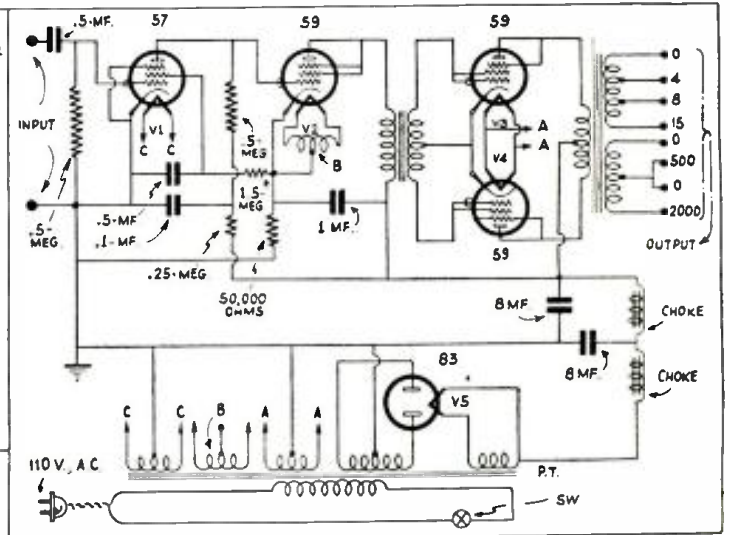 .5-MF.
57
59
59
INPUT
V1
C C
.5-MEG
V2
B
V3
A
V4
A
0
4
8
15
0
500
0
2000
OUTPUT
.5-MEG.
.5-MF
.1-MF.
1.5-MEG
.25-MEG
50,000 OHMS
1 MF.
59
8 MF
CHOKE
8 MF.
CHOKE
83
V5
C C B A A
P.T.
110 V., A.C.
SW